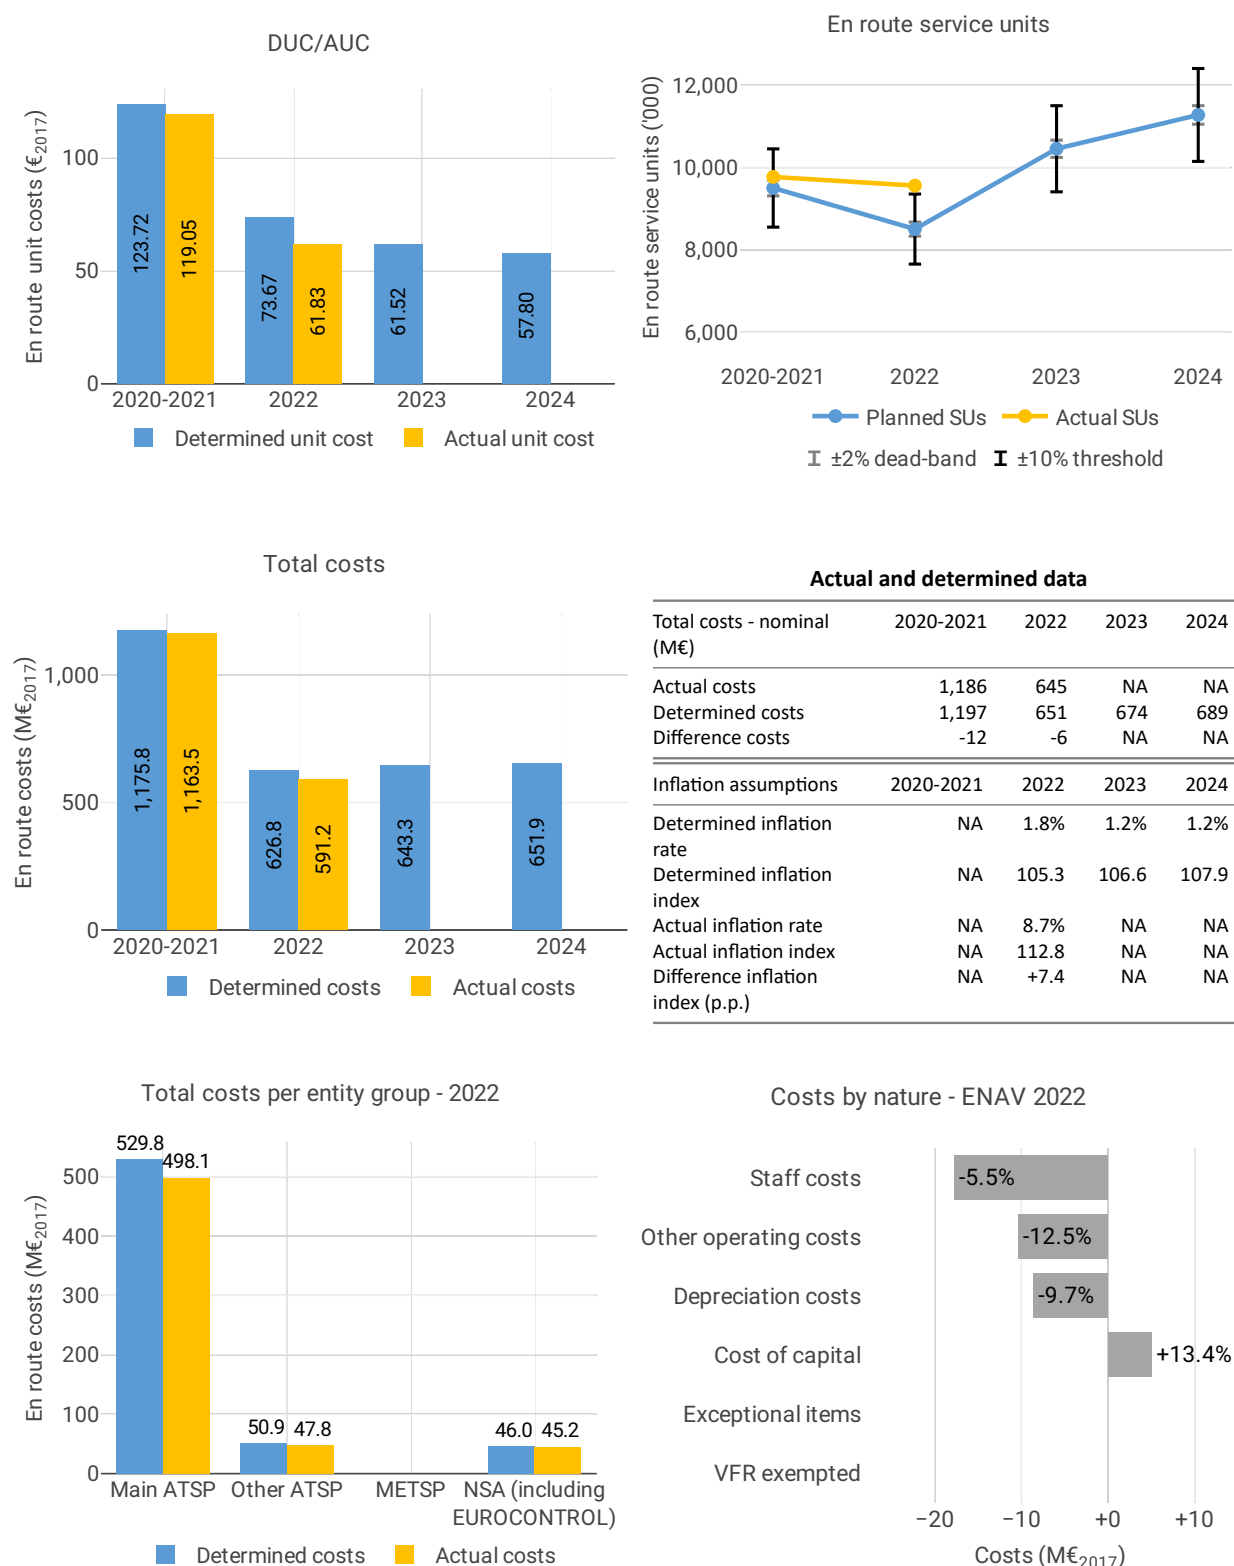 DUC/AUC
En route unit costs (€2017)
100
50
0
123.72
119.05
73.67
61.83
61.52
57.80
2020-2021
2022
2023
2024
Determined unit cost
Actual unit cost
En route service units
En route service units ('000)
12,000
10,000
8,000
6,000
2020-2021
2022
2023
2024
Planned SUs
Actual SUs
±2% dead-band
±10% threshold
Total costs
En route costs (M€2017)
1,000
500
0
1,175.8
1,163.5
626.8
591.2
643.3
651.9
2020-2021
2022
2023
2024
Determined costs
Actual costs
Actual and determined data
Total costs - nominal 2020-2021 2022 2023 2024
(M€)
Actual costs 1,186 645 NA NA
Determined costs 1,197 651 674 689
Difference costs -12 -6 NA NA
Inflation assumptions 2020-2021 2022 2023 2024
Determined inflation NA 1.8% 1.2% 1.2%
rate
Determined inflation NA 105.3 106.6 107.9
index
Actual inflation rate NA 8.7% NA NA
Actual inflation index NA 112.8 NA NA
Difference inflation NA +7.4 NA NA
index (p.p.)
Total costs per entity group - 2022
En route costs (M€2017)
500
400
300
200
100
0
529.8
498.1
50.9
47.8
46.0
45.2
Main ATSP
Other ATSP
METSP
NSA (including
EUROCONTROL)
Determined costs
Actual costs
Costs by nature - ENAV 2022
Staff costs
-5.5%
Other operating costs
-12.5%
Depreciation costs
-9.7%
Cost of capital
+13.4%
Exceptional items
VFR exempted
−20
−10
+0
+10
Costs (M€2017)